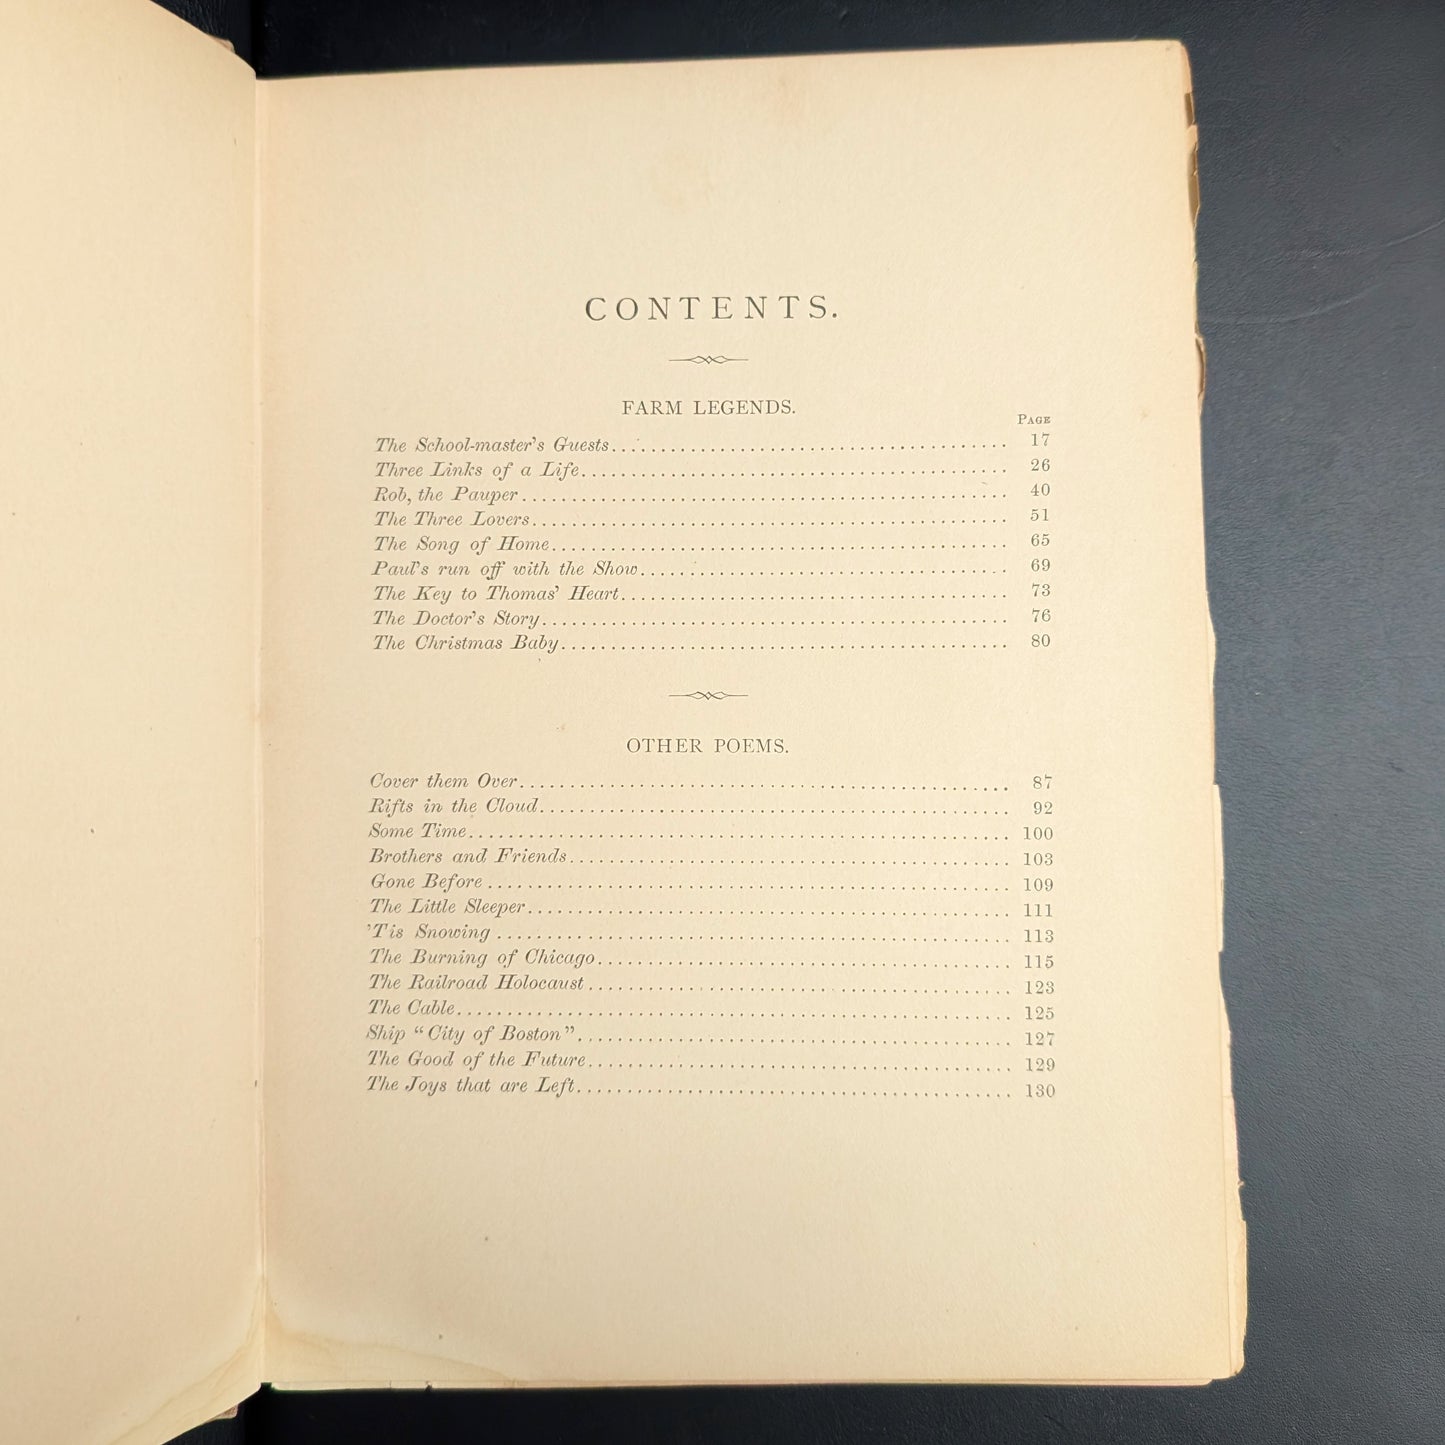 CONTENTS.
FARM LEGENDS.
PAGE
The School-master's Guests 17
Three Links of a Life 26
Rob, the Pauper 40
The Three Lovers 51
The Song of Home 65
Paul's run off with the Show 69
The Key to Thomas' Heart 73
The Doctor's Story 76
The Christmas Baby 80
OTHER POEMS.
Cover them Over 87
Rifts in the Cloud 92
Some Time 100
Brothers and Friends 103
Gone Before 109
The Little Sleeper 111
'Tis Snowing 113
The Burning of Chicago 115
The Railroad Holocaust 123
The Cable 125
Ship "City of Boston" 127
The Good of the Future 129
The Joys that are Left 130